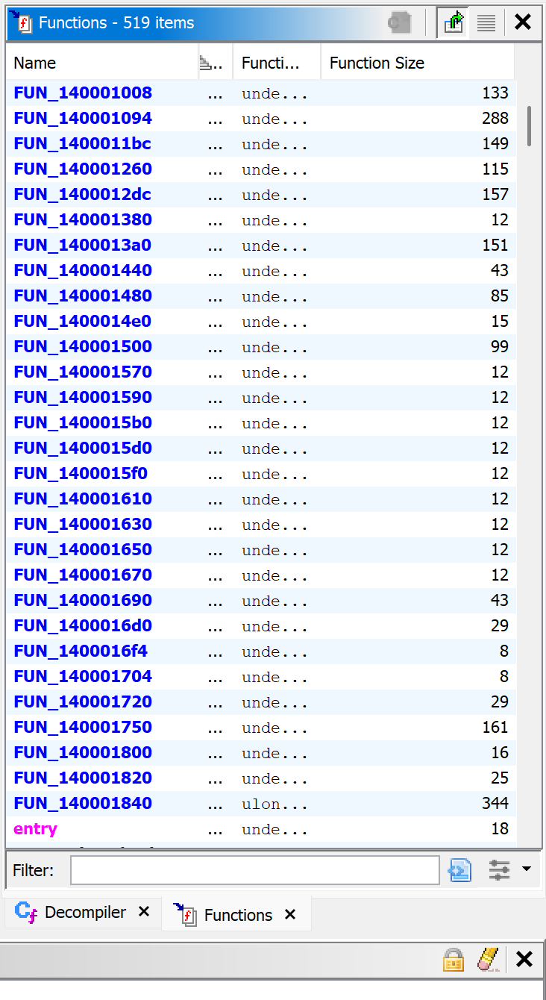 Functions - 519 items
Name .. Functi... Function Size
FUN_140001008 ... unde... 133
FUN_140001094 ... unde... 288
FUN_1400011bc ... unde... 149
FUN_140001260 ... unde... 115
FUN_1400012dc ... unde... 157
FUN_140001380 ... unde... 12
FUN_1400013a0 ... unde... 151
FUN_140001440 ... unde... 43
FUN_140001480 ... unde... 85
FUN_1400014e0 ... unde... 15
FUN_140001500 ... unde... 99
FUN_140001570 ... unde... 12
FUN_140001590 ... unde... 12
FUN_1400015b0 ... unde... 12
FUN_1400015d0 ... unde... 12
FUN_1400015f0 ... unde... 12
FUN_140001610 ... unde... 12
FUN_140001630 ... unde... 12
FUN_140001650 ... unde... 12
FUN_140001670 ... unde... 12
FUN_140001690 ... unde... 43
FUN_1400016d0 ... unde... 29
FUN_1400016f4 ... unde... 8
FUN_140001704 ... unde... 8
FUN_140001720 ... unde... 29
FUN_140001750 ... unde... 161
FUN_140001800 ... unde... 16
FUN_140001820 ... unde... 25
FUN_140001840 ... ulon... 344
entry ... unde... 18
Filter:
Decompiler Functions